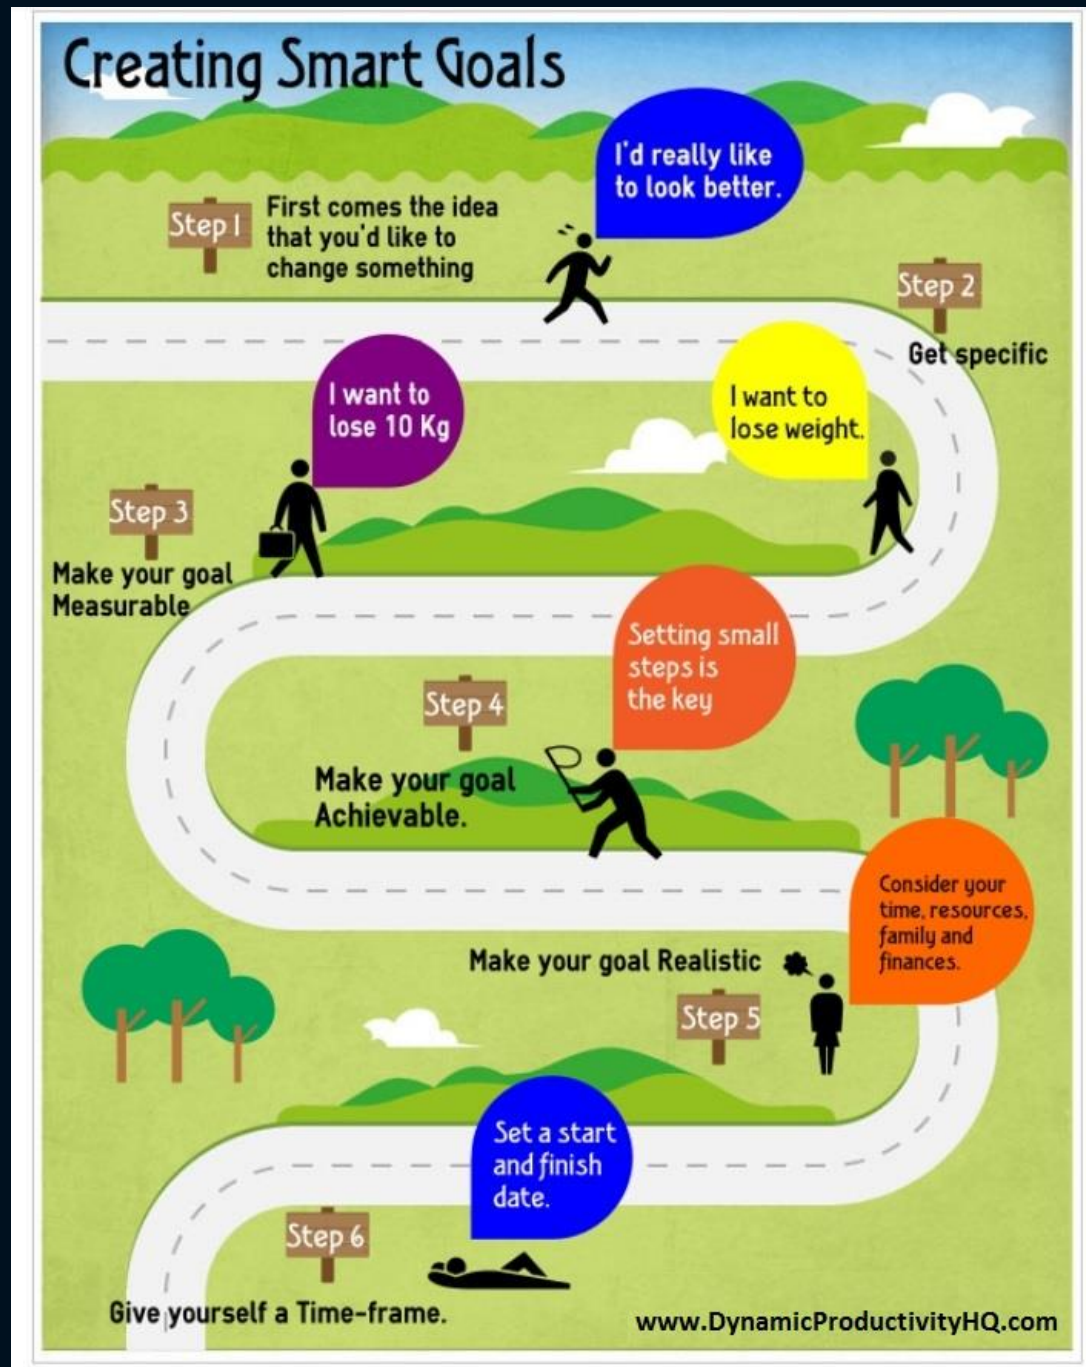 Creating Smart Goals
I'd really like
to look better.
Step 1
First comes the idea
that you'd like to
change something
Step 2
Get specific
I want to
lose weight.
I want to
lose 10 Kg
Step 3
Make your goal
Measurable
Setting small
steps is
the key
Step 4
Make your goal
Achievable.
Consider your
time, resources,
family and
finances.
Make your goal Realistic
Step 5
Set a start
and finish
date.
Step 6
Give yourself a Time-frame.
www.DynamicProductivityHQ.com